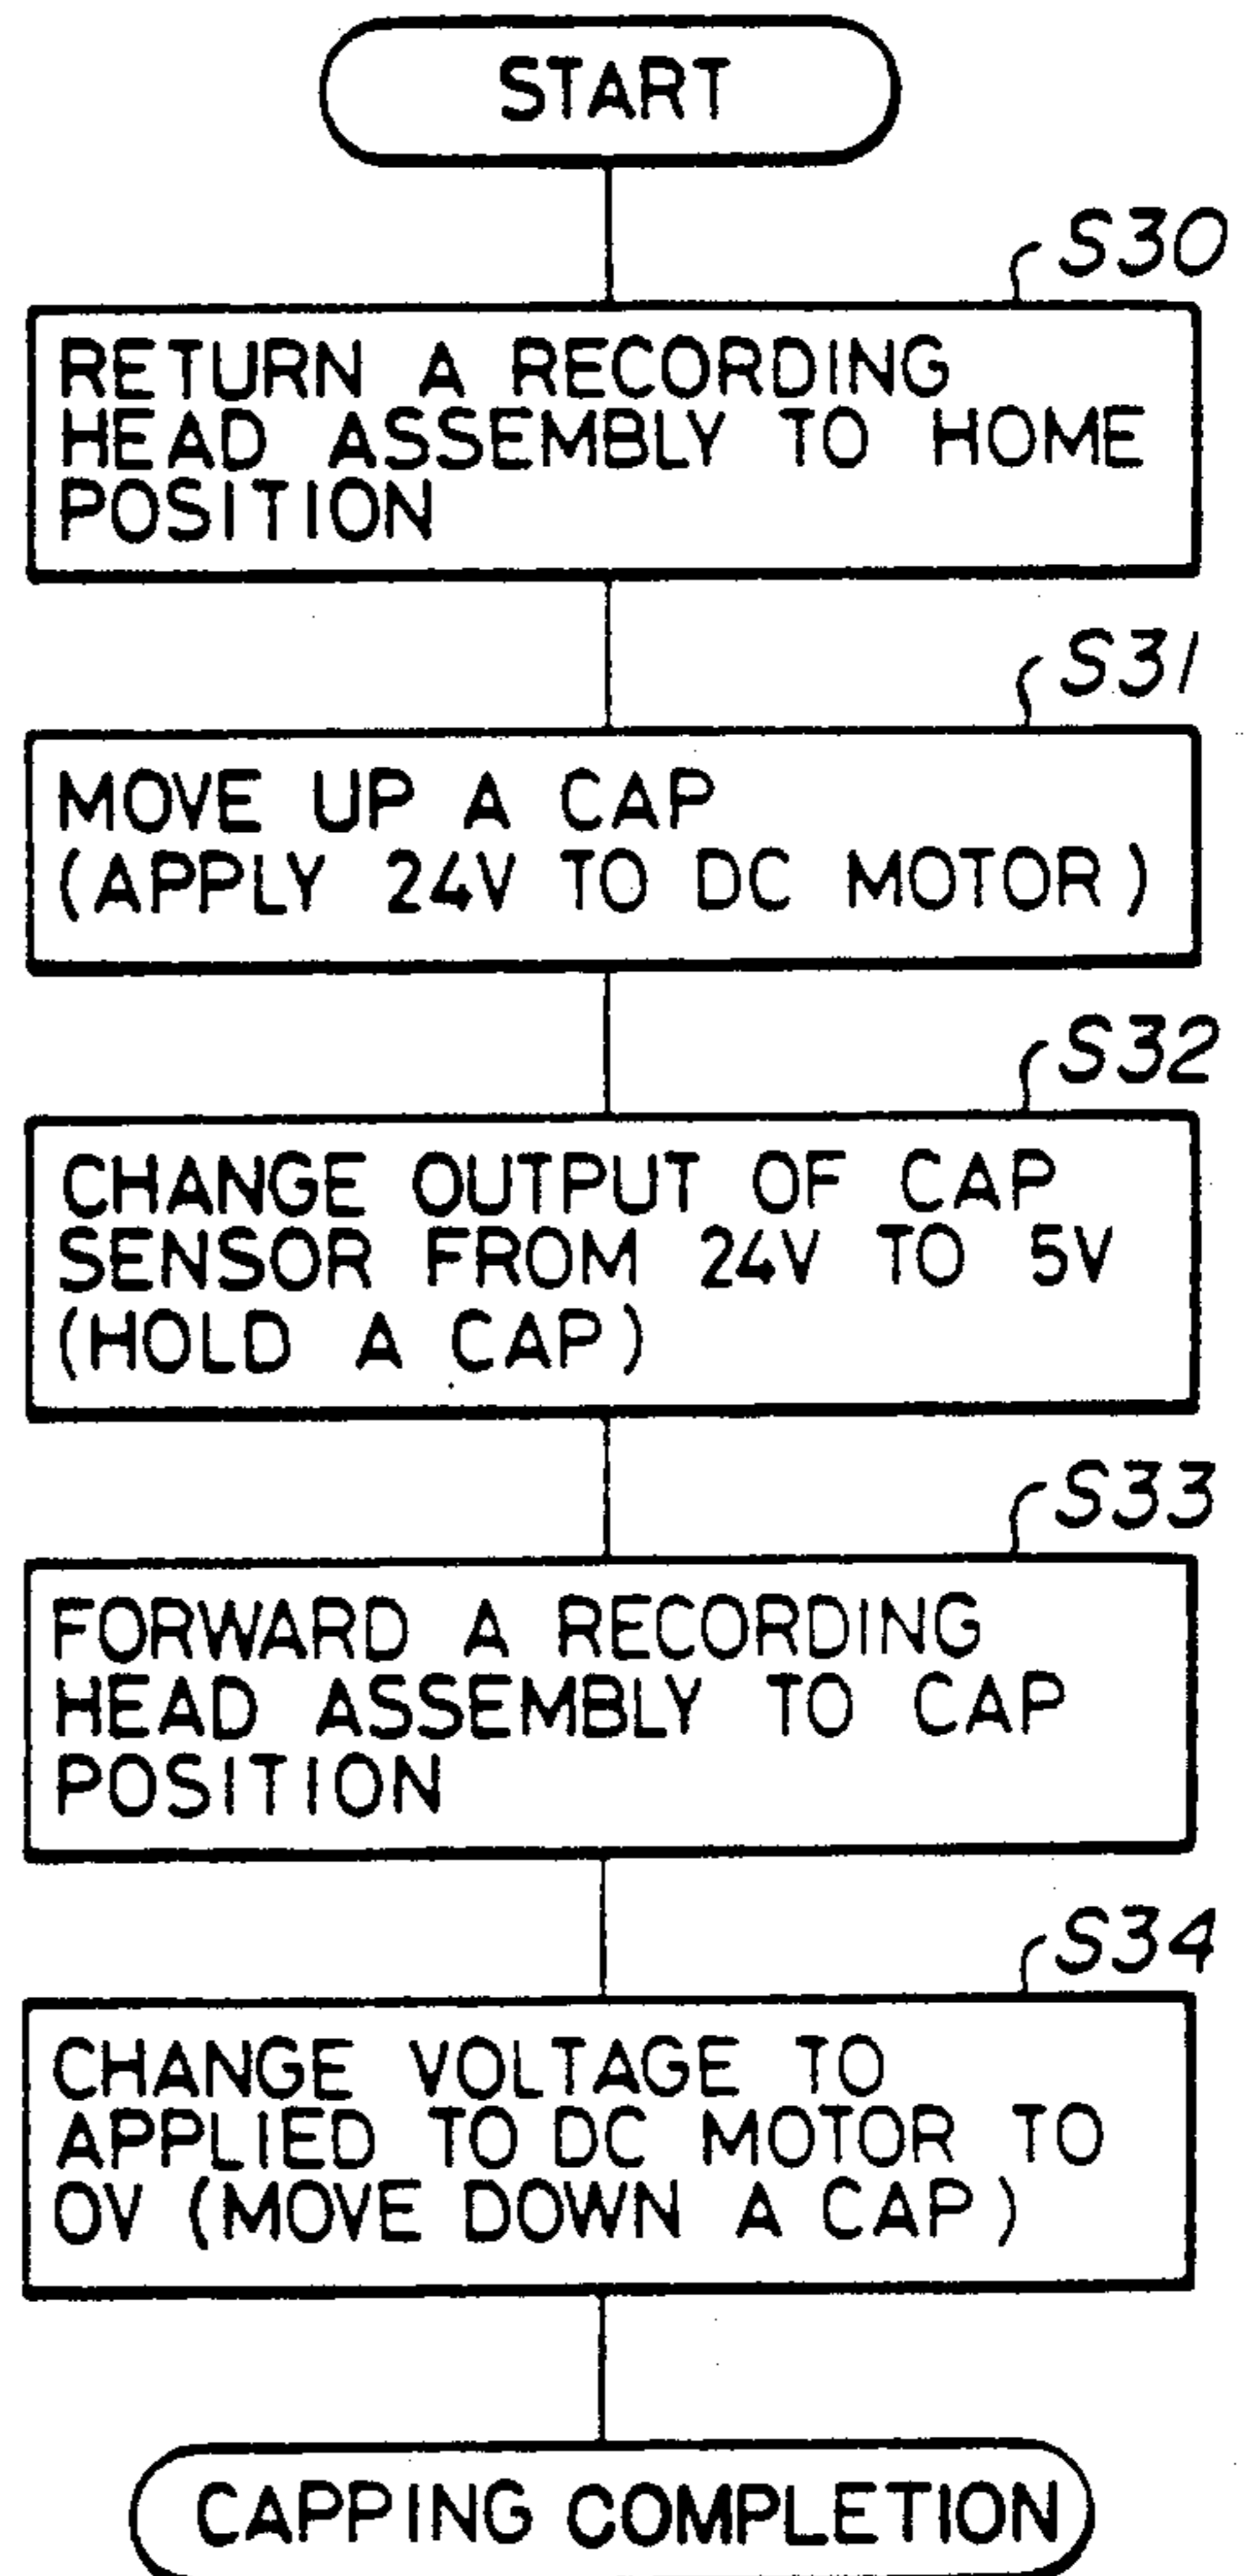 START
S30
RETURN A RECORDING
HEAD ASSEMBLY TO HOME
POSITION
S31
MOVE UP A CAP
(APPLY 24V TO DC MOTOR)
S32
CHANGE OUTPUT OF CAP
SENSOR FROM 24V TO 5V
(HOLD A CAP)
S33
FORWARD A RECORDING
HEAD ASSEMBLY TO CAP
POSITION
S34
CHANGE VOLTAGE TO
APPLIED TO DC MOTOR TO
0V (MOVE DOWN A CAP)
CAPPING COMPLETION